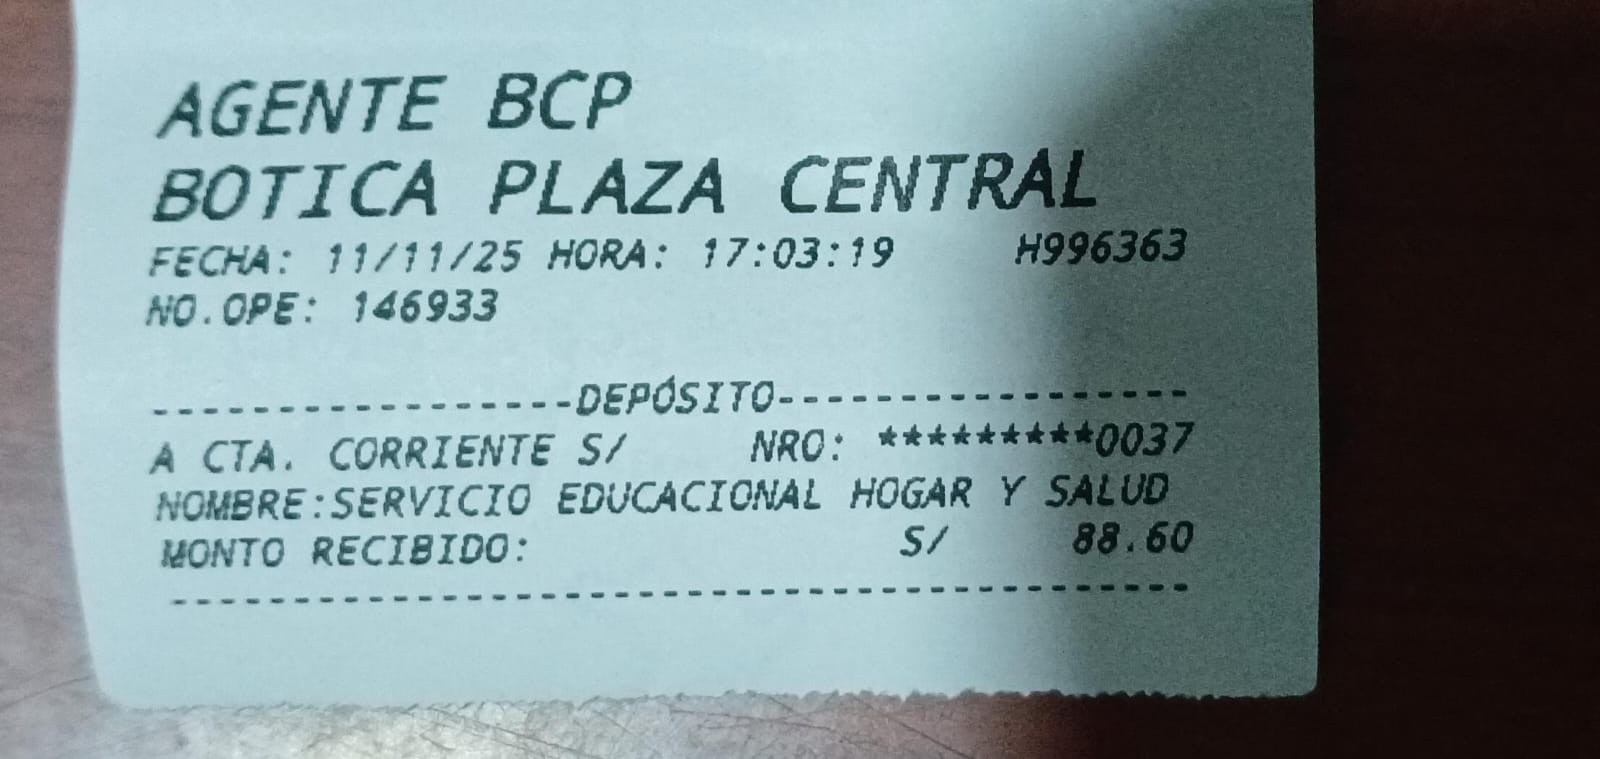 AGENTE BCP
BOTICA PLAZA CENTRAL
FECHA: 11/11/25 HORA: 17:03:19 H996363
NO.OPE: 146933
------------------DEPÓSITO-----------------
A CTA. CORRIENTE S/ NRO: *********0037
NOMBRE:SERVICIO EDUCACIONAL HOGAR Y SALUD
MONTO RECIBIDO: S/ 88.60
------------------------------------------